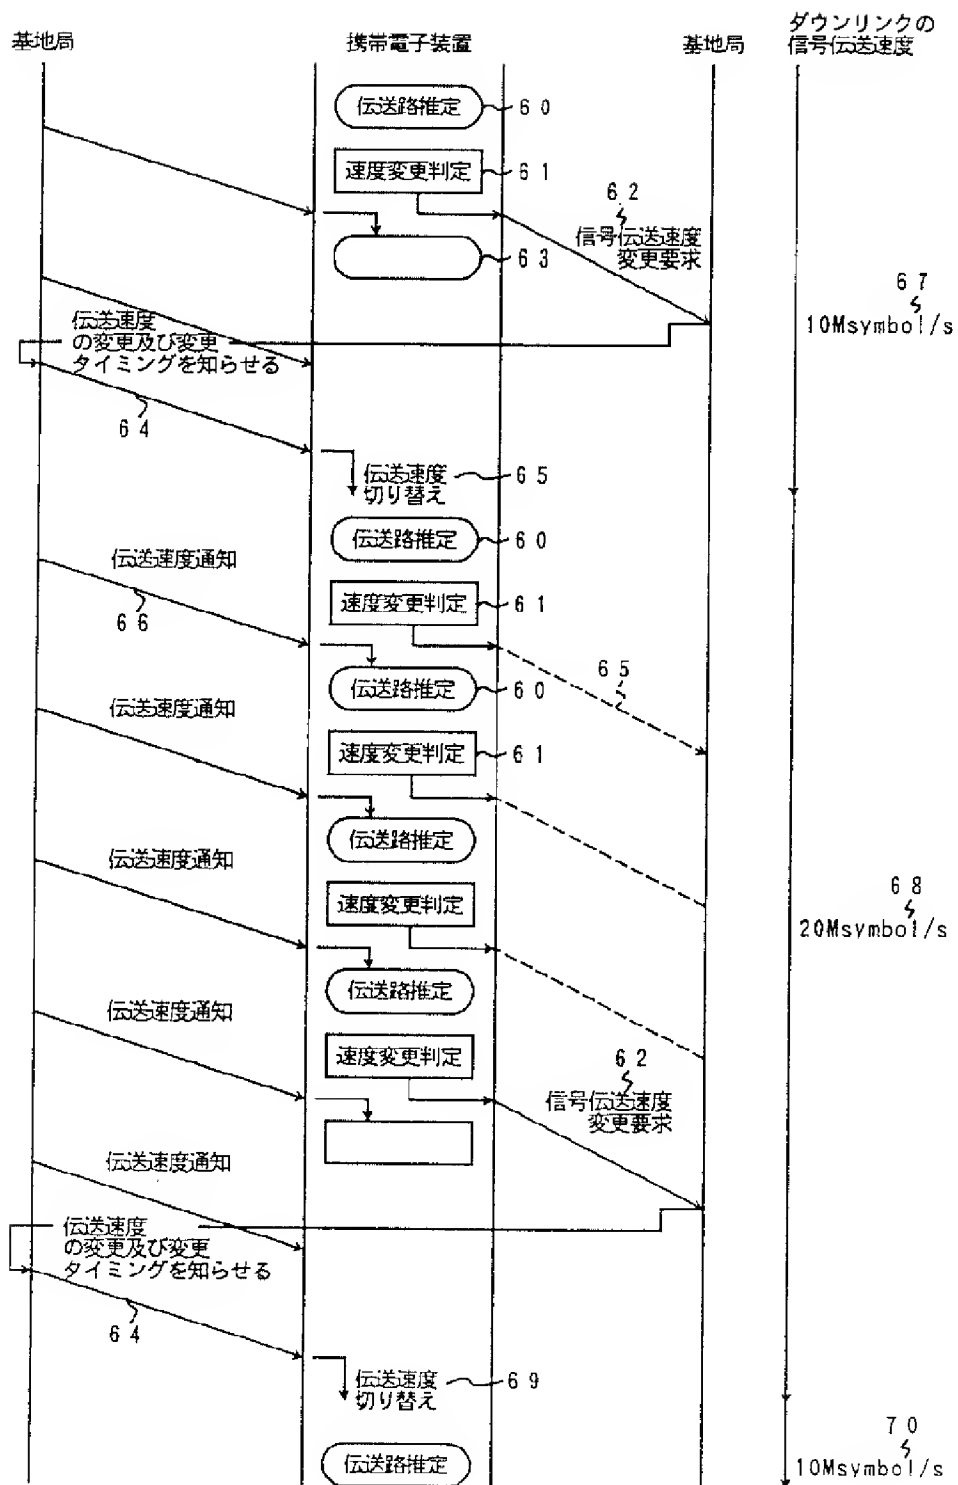 ダウンリンクの
信号伝送速度
基地局
携帯電子装置
基地局
伝送路推定
60
速度変更判定
61
62
信号伝送速度
変更要求
63
67
10Msymbol/s
伝送速度
の変更及び変更
タイミングを知らせる
64
伝送速度
切り替え
65
伝送路推定
60
伝送速度通知
66
速度変更判定
61
65
伝送路推定
60
伝送速度通知
速度変更判定
61
伝送路推定
伝送速度通知
速度変更判定
68
20Msymbol/s
伝送路推定
伝送速度通知
速度変更判定
62
信号伝送速度
変更要求
伝送速度通知
伝送速度
の変更及び変更
タイミングを知らせる
64
伝送速度
切り替え
69
70
10Msymbol/s
伝送路推定